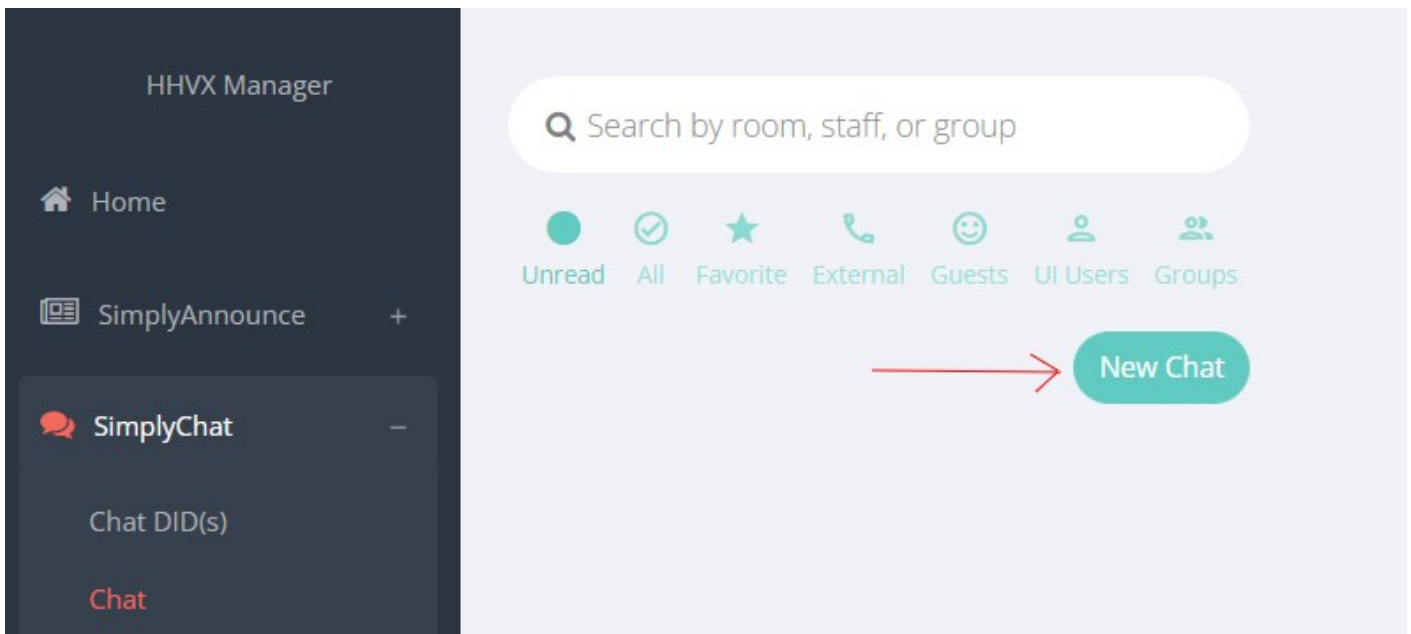 HHVX Manager
Home
SimplyAnnounce +
SimplyChat −
Chat DID(s)
Chat
Search by room, staff, or group
Unread All Favorite External Guests UI Users Groups
New Chat